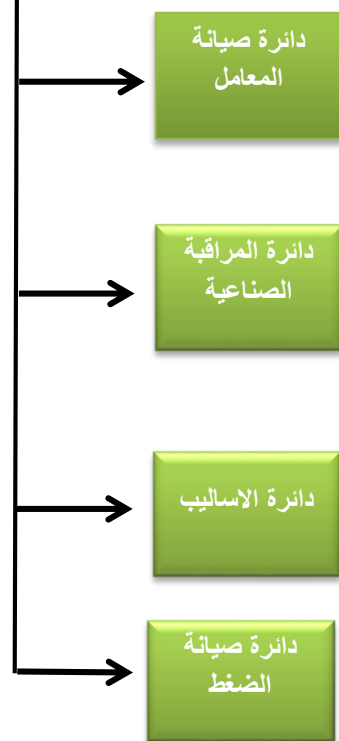 دائرة صيانة
المعامل
دائرة المراقبة
الصناعية
دائرة الاساليب
دائرة صيانة
الضغط